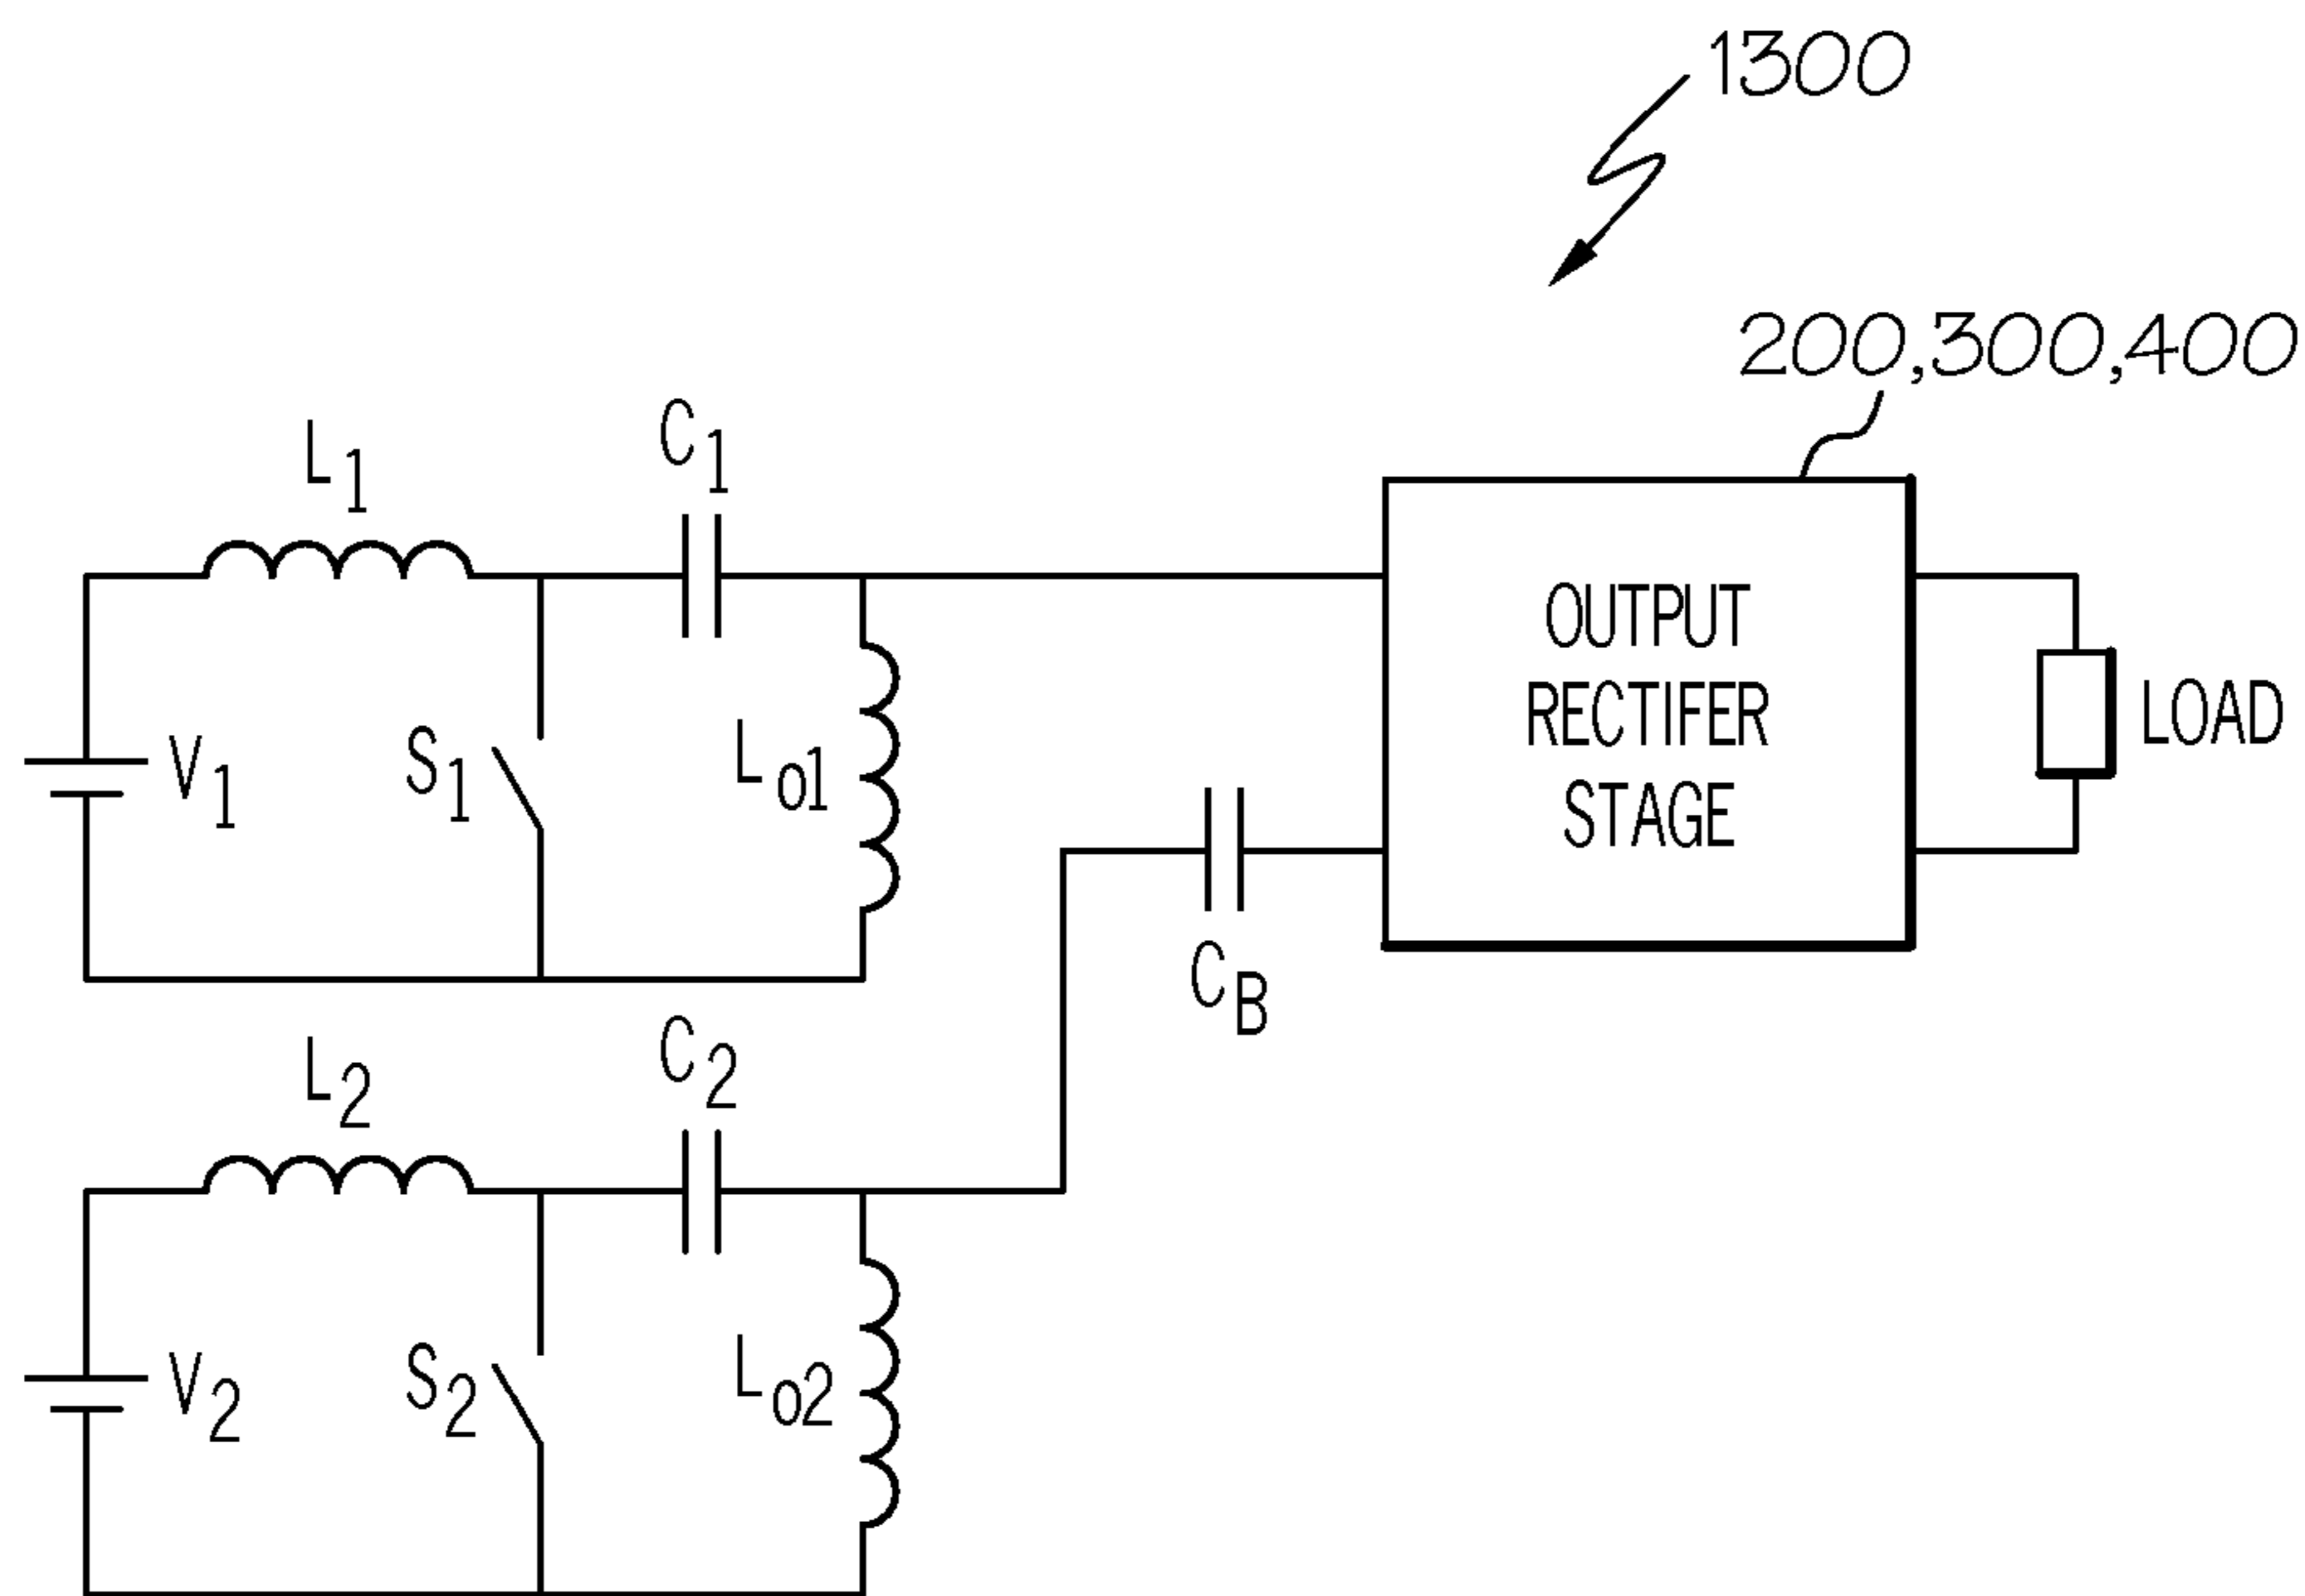 1300
200,300,400
L1
C1
OUTPUT
RECTIFER
STAGE
V1
S1
Lo1
LOAD
CB
L2
C2
V2
S2
Lo2